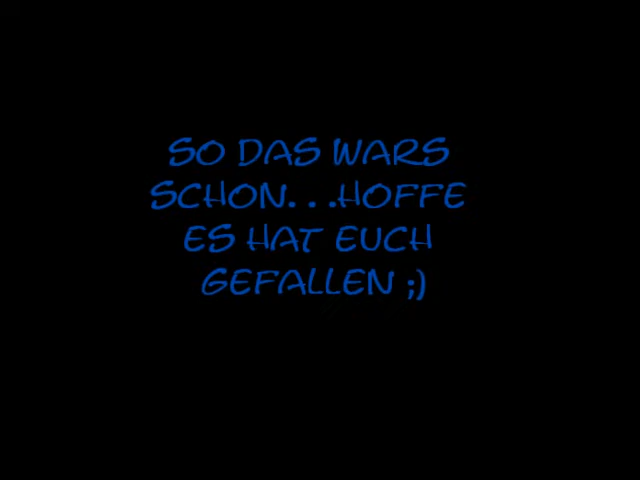 SO DAS WARS
SCHON...HOFFE
ES HAT EUCH
GEFALLEN ;)